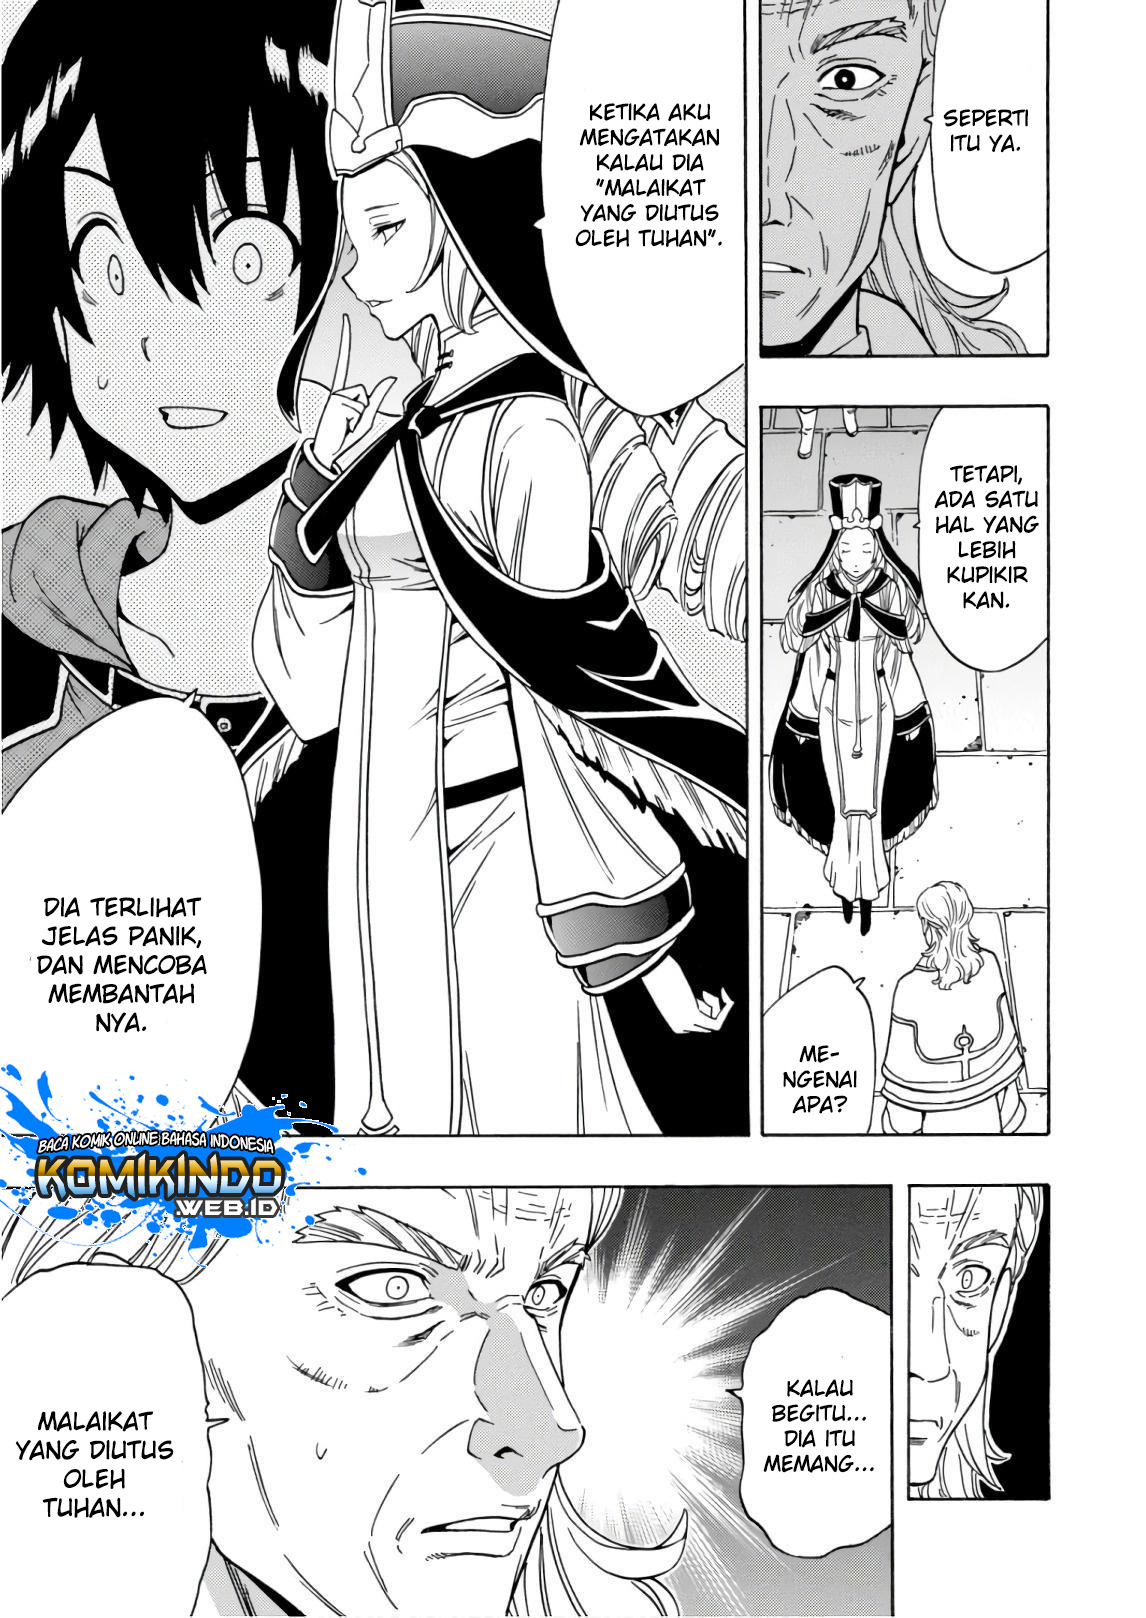 SEPERTI
ITU YA.
TETAPI,
ADA SATU
HAL YANG
LEBIH
KUPIKIR
KAN.
ME-
NGENAI
APA?
KETIKA AKU
MENGATAKAN
KALAU DIA
"MALAIKAT
YANG DIUTUS
OLEH TUHAN".
DIA TERLIHAT
JELAS PANIK,
DAN MENCOBA
MEMBANTAH
NYA.
BACA KOMIK ONLINE BAHASA INDONESIA
KOMIKINDO
.WEB.ID
KALAU
BEGITU...
DIA ITU
MEMANG...
MALAIKAT
YANG DIUTUS
OLEH
TUHAN...